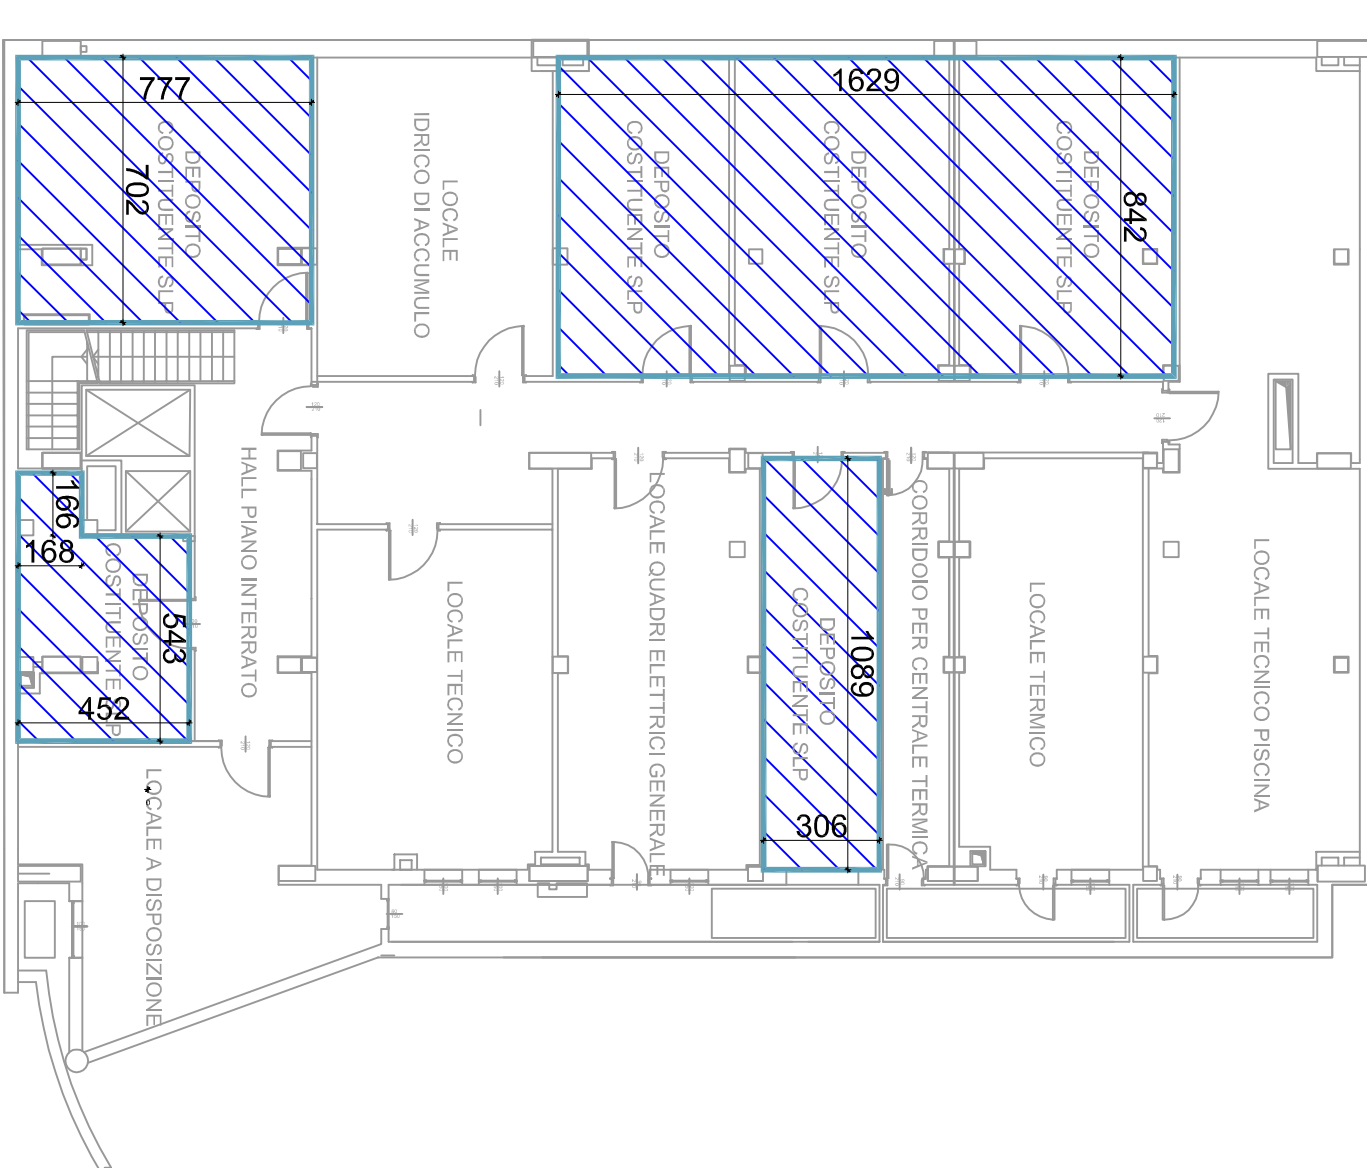 777
702
DEPOSITO
COSTITUENTE SLP
LOCALE
IDRICO DI ACCUMULO
1629
842
DEPOSITO
COSTITUENTE SLP
DEPOSITO
COSTITUENTE SLP
DEPOSITO
COSTITUENTE SLP
HALL PIANO INTERRATO
166
168
543
452
DEPOSITO
COSTITUENTE SLP
LOCALE TECNICO
LOCALE QUADRI ELETTRICI GENERALE
DEPOSITO
COSTITUENTE SLP
1089
306
CORRIDOIO PER CENTRALE TERMICA
LOCALE TERMICO
LOCALE TECNICO PISCINA
LOCALE A DISPOSIZIONE